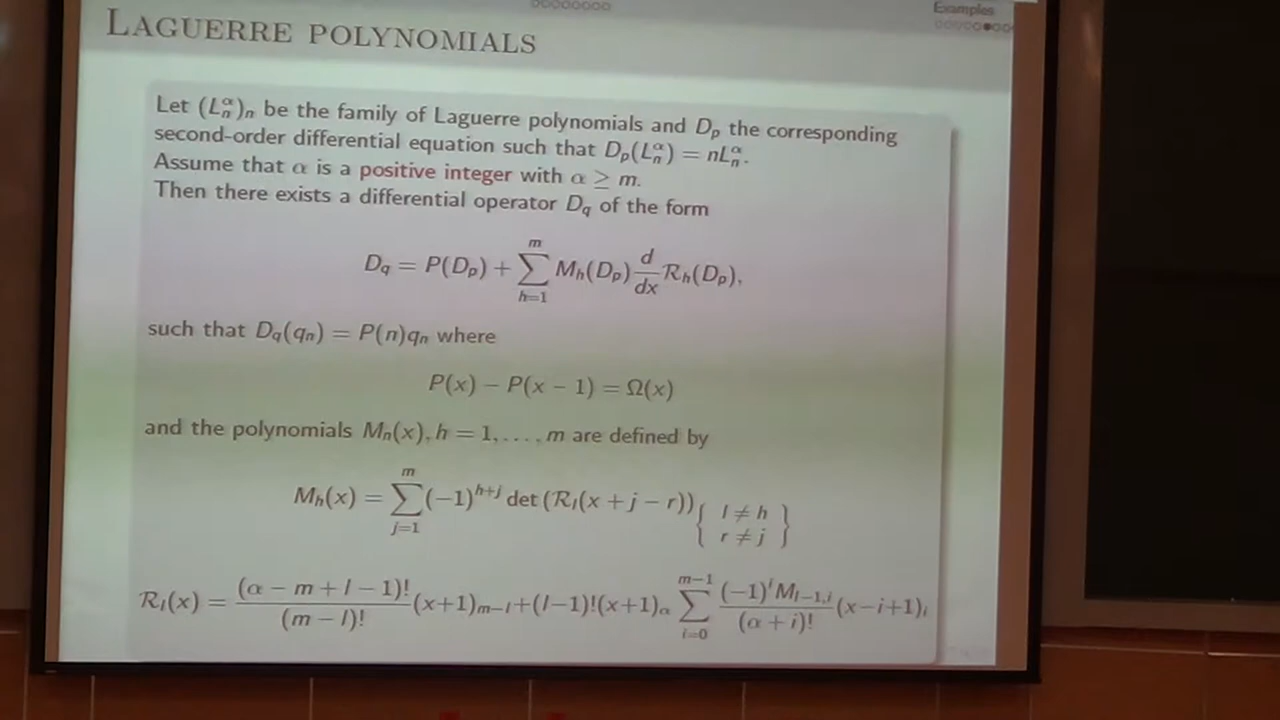 Examples
LAGUERRE POLYNOMIALS
Let (L_n^α)_n be the family of Laguerre polynomials and D_p the corresponding
second-order differential equation such that D_p(L_n^α) = nL_n^α.
Assume that α is a positive integer with α ≥ m.
Then there exists a differential operator D_q of the form
D_q = P(D_p) + ∑_{h=1}^{m} M_h(D_p) d/dx R_h(D_p),
such that D_q(q_n) = P(n)q_n where
P(x) − P(x − 1) = Ω(x)
and the polynomials M_n(x), h = 1, . . . , m are defined by
M_h(x) = ∑_{j=1}^{m} (−1)^{h+j} det (R_l(x + j − r))_{ { l ≠ h, r ≠ j } }
R_l(x) = (α − m + l − 1)!/(m − l)! (x+1)_{m−l} + (l−1)!(x+1)_α ∑_{i=0}^{m−1} (−1)^i M_{l−1,i}/(α + i)! (x−i+1)_i